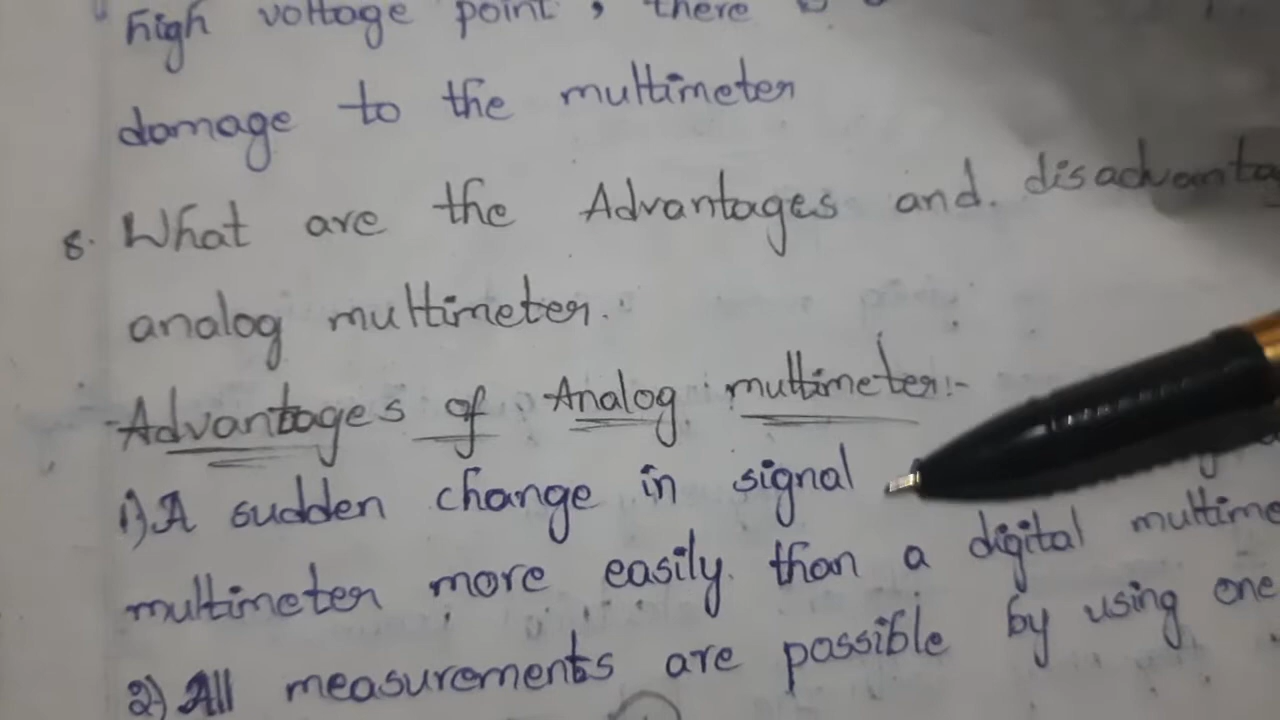 high voltage point, there
damage to the multimeter
8. What are the Advantages and. disadvanta
analog multimeter.
Advantages of Analog multimeter:-
1) A sudden change in signal
multimeter more easily than a digital multime
2) All measurements are possible by using one